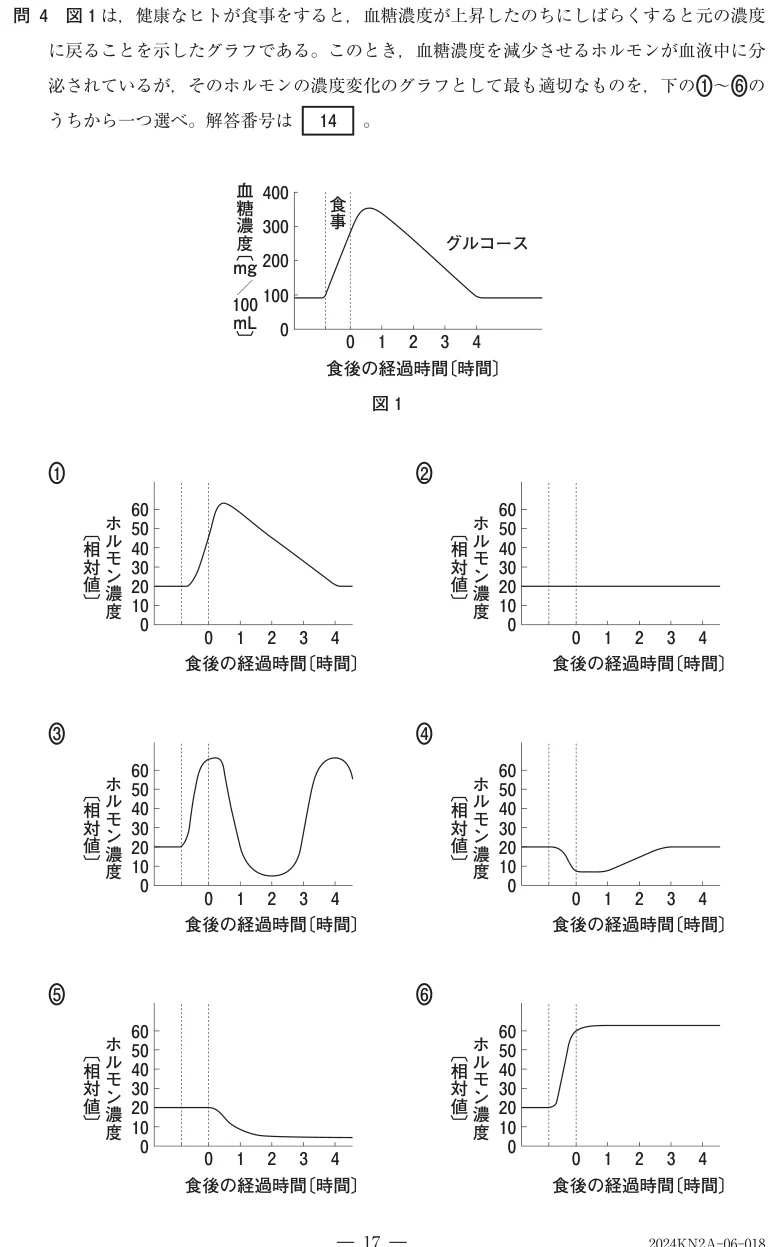 問 4 図1は，健康なヒトが食事をすると，血糖濃度が上昇したのちにしばらくすると元の濃度
に戻ることを示したグラフである。このとき，血糖濃度を減少させるホルモンが血液中に分
泌されているが，そのホルモンの濃度変化のグラフとして最も適切なものを，下の①～⑥の
うちから一つ選べ。解答番号は 14 。
血糖濃度〔mg／100mL〕
400
300
200
100
0
食事
グルコース
0 1 2 3 4
食後の経過時間〔時間〕
図1
①
ホルモン濃度
〔相対値〕
60
50
40
30
20
10
0
0 1 2 3 4
食後の経過時間〔時間〕
②
ホルモン濃度
〔相対値〕
60
50
40
30
20
10
0
0 1 2 3 4
食後の経過時間〔時間〕
③
ホルモン濃度
〔相対値〕
60
50
40
30
20
10
0
0 1 2 3 4
食後の経過時間〔時間〕
④
ホルモン濃度
〔相対値〕
60
50
40
30
20
10
0
0 1 2 3 4
食後の経過時間〔時間〕
⑤
ホルモン濃度
〔相対値〕
60
50
40
30
20
10
0
0 1 2 3 4
食後の経過時間〔時間〕
⑥
ホルモン濃度
〔相対値〕
60
50
40
30
20
10
0
0 1 2 3 4
食後の経過時間〔時間〕
— 17 —
2024KN2A-06-018